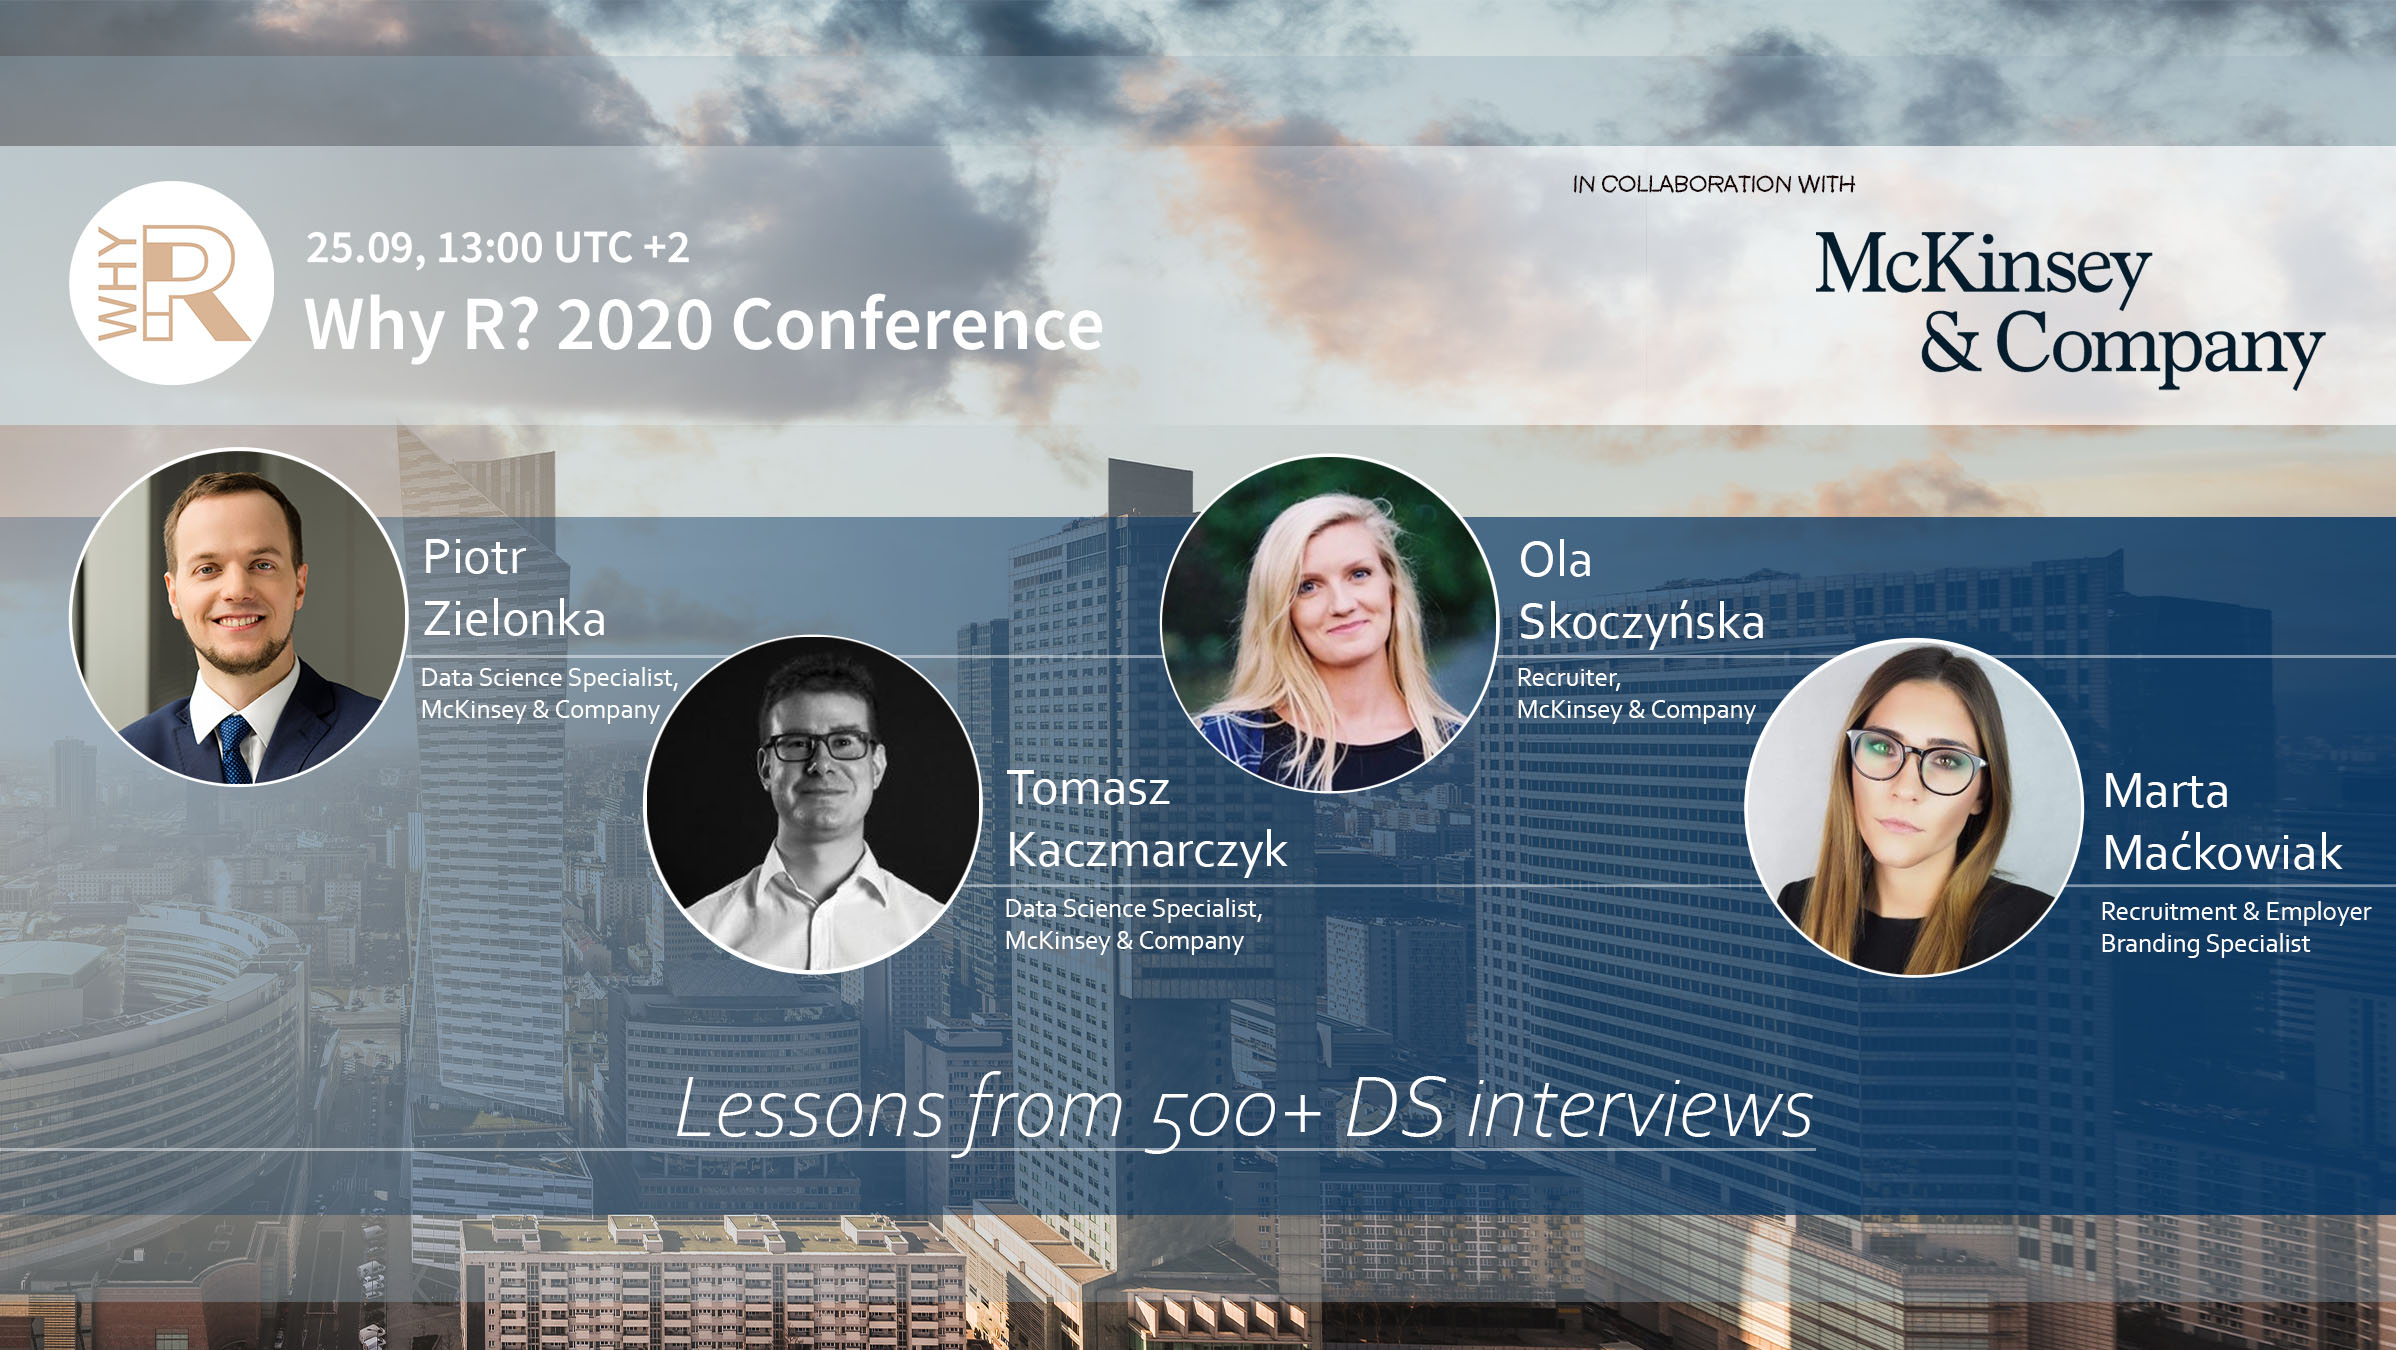 WHY R
25.09, 13:00 UTC +2
Why R? 2020 Conference
IN COLLABORATION WITH
McKinsey
& Company
Piotr
Zielonka
Data Science Specialist,
McKinsey & Company
Tomasz
Kaczmarczyk
Data Science Specialist,
McKinsey & Company
Ola
Skoczyńska
Recruiter,
McKinsey & Company
Marta
Maćkowiak
Recruitment & Employer
Branding Specialist
Lessons from 500+ DS interviews